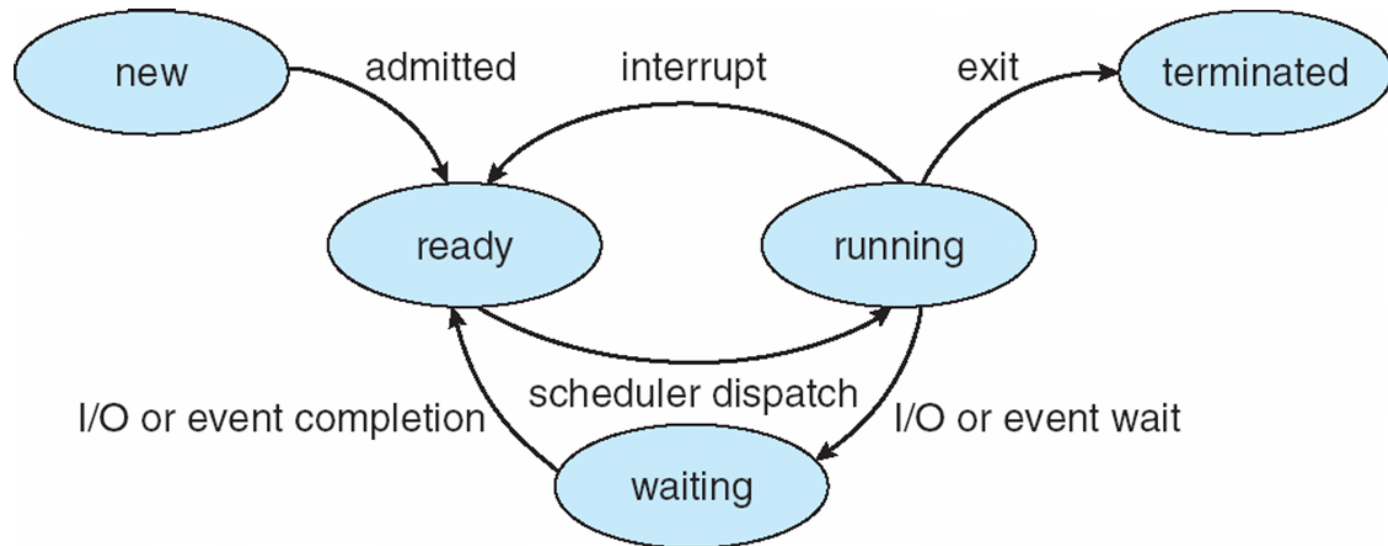 new
admitted
interrupt
exit
terminated
ready
running
scheduler dispatch
I/O or event completion
I/O or event wait
waiting